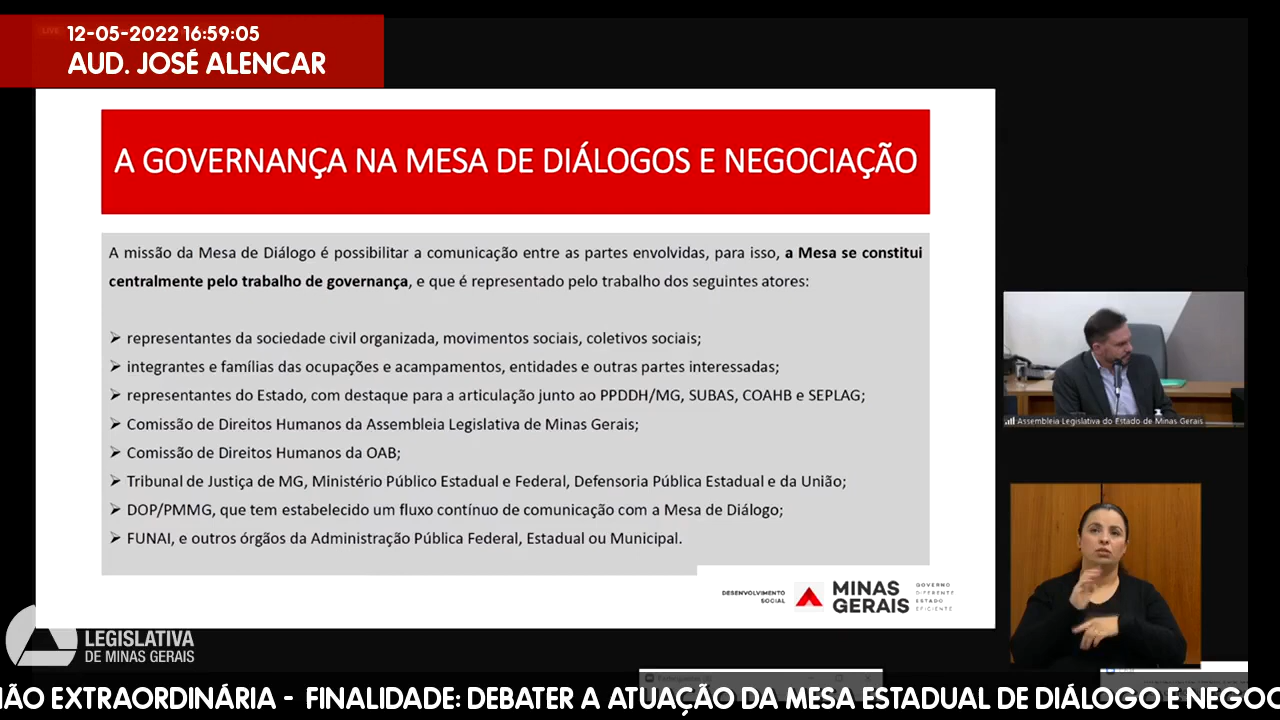 12-05-2022 16:59:05
AUD. JOSÉ ALENCAR
A GOVERNANÇA NA MESA DE DIÁLOGOS E NEGOCIAÇÃO
A missão da Mesa de Diálogo é possibilitar a comunicação entre as partes envolvidas, para isso, a Mesa se constitui
centralmente pelo trabalho de governança, e que é representado pelo trabalho dos seguintes atores:
➢ representantes da sociedade civil organizada, movimentos sociais, coletivos sociais;
➢ integrantes e famílias das ocupações e acampamentos, entidades e outras partes interessadas;
➢ representantes do Estado, com destaque para a articulação junto ao PPDDH/MG, SUBAS, COAHB e SEPLAG;
➢ Comissão de Direitos Humanos da Assembleia Legislativa de Minas Gerais;
➢ Comissão de Direitos Humanos da OAB;
➢ Tribunal de Justiça de MG, Ministério Público Estadual e Federal, Defensoria Pública Estadual e da União;
➢ DOP/PMMG, que tem estabelecido um fluxo contínuo de comunicação com a Mesa de Diálogo;
➢ FUNAI, e outros órgãos da Administração Pública Federal, Estadual ou Municipal.
DESENVOLVIMENTO
SOCIAL
MINAS
GERAIS
GOVERNO
DIFERENTE
ESTADO
EFICIENTE
Assembleia Legislativa do Estado de Minas Gerais
LEGISLATIVA
DE MINAS GERAIS
IÃO EXTRAORDINÁRIA - FINALIDADE: DEBATER A ATUAÇÃO DA MESA ESTADUAL DE DIÁLOGO E NEGOC